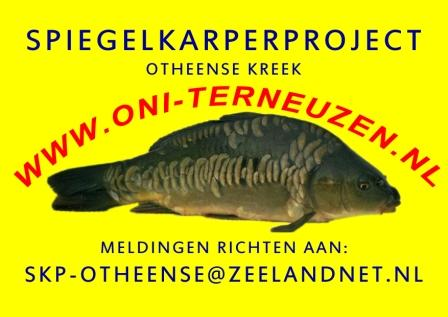 SPIEGELKARPERPROJECT
OTHEENSE KREEK
WWW.ONI-TERNEUZEN.NL
MELDINGEN RICHTEN AAN:
SKP-OTHEENSE@ZEELANDNET.NL